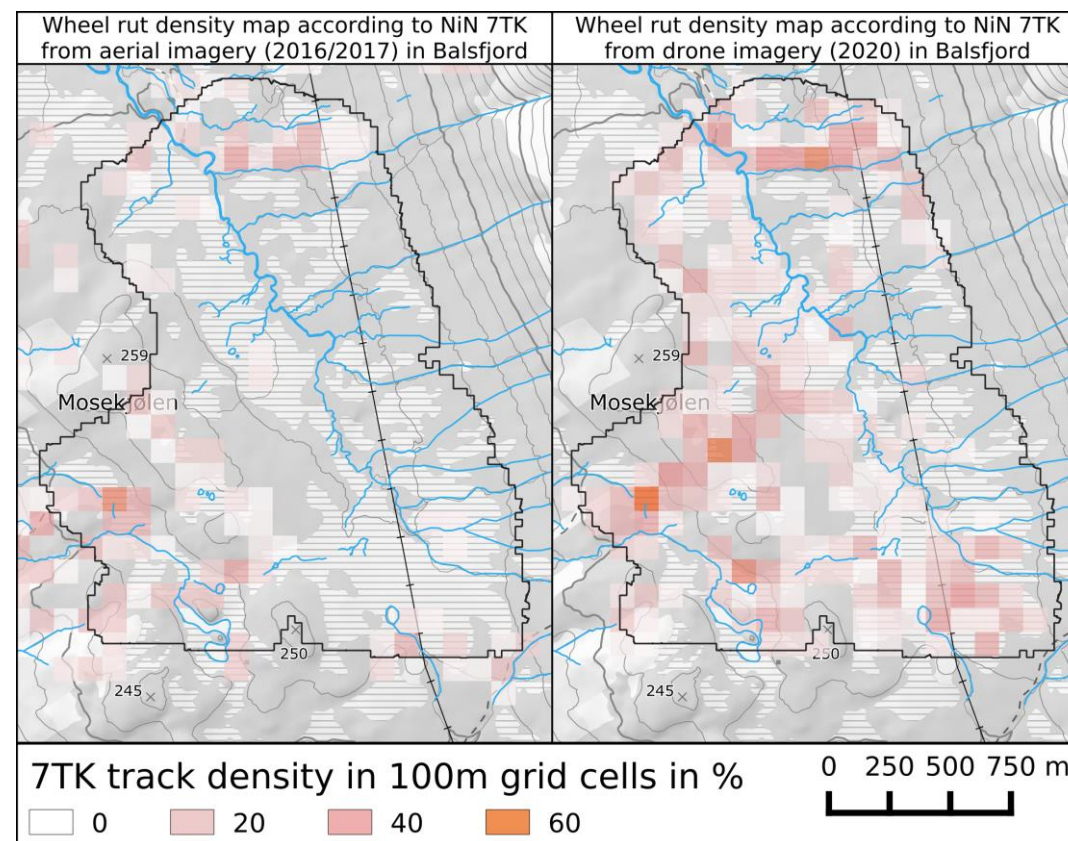 Wheel rut density map according to NiN 7TK
from aerial imagery (2016/2017) in Balsfjord
Wheel rut density map according to NiN 7TK
from drone imagery (2020) in Balsfjord
259
Mosekjølen
250
245
259
Mosekjølen
250
245
7TK track density in 100m grid cells in %
0 20 40 60
0 250 500 750 m